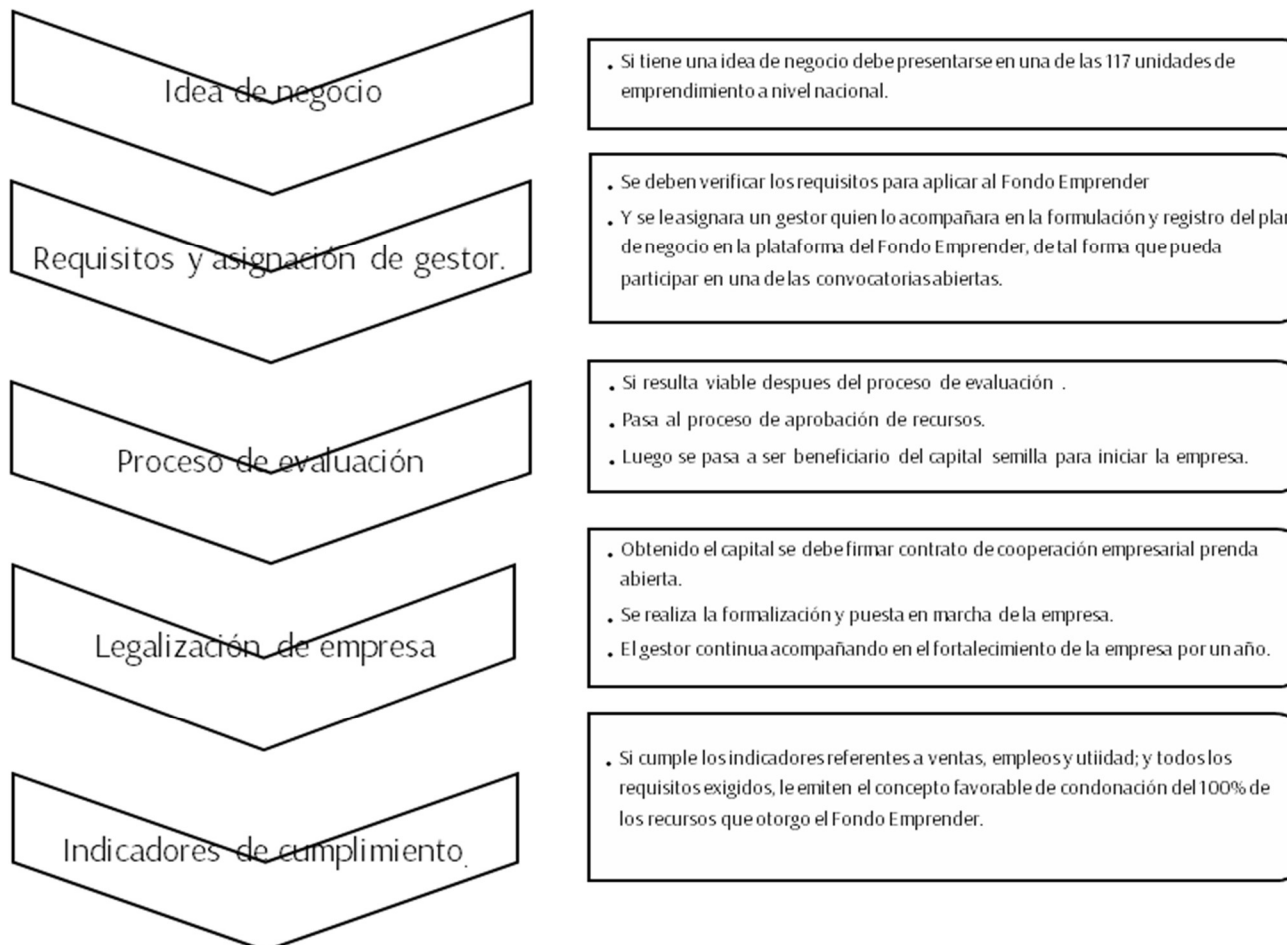 Idea de negocio
. Si tiene una idea de negocio debe presentarse en una de las 117 unidades de
emprendimiento a nivel nacional.
Requisitos y asignación de gestor.
. Se deben verificar los requisitos para aplicar al Fondo Emprender
. Y se le asignara un gestor quien lo acompañara en la formulación y registro del plan
de negocio en la plataforma del Fondo Emprender, de tal forma que pueda
participar en una de las convocatorias abiertas.
Proceso de evaluación
. Si resulta viable despues del proceso de evaluación .
. Pasa al proceso de aprobación de recursos.
. Luego se pasa a ser beneficiario del capital semilla para iniciar la empresa.
Legalización de empresa
. Obtenido el capital se debe firmar contrato de cooperación empresarial prenda
abierta.
. Se realiza la formalización y puesta en marcha de la empresa.
. El gestor continua acompañando en el fortalecimiento de la empresa por un año.
Indicadores de cumplimiento.
. Si cumple los indicadores referentes a ventas, empleos y utiidad; y todos los
requisitos exigidos, le emiten el concepto favorable de condonación del 100% de
los recursos que otorgo el Fondo Emprender.